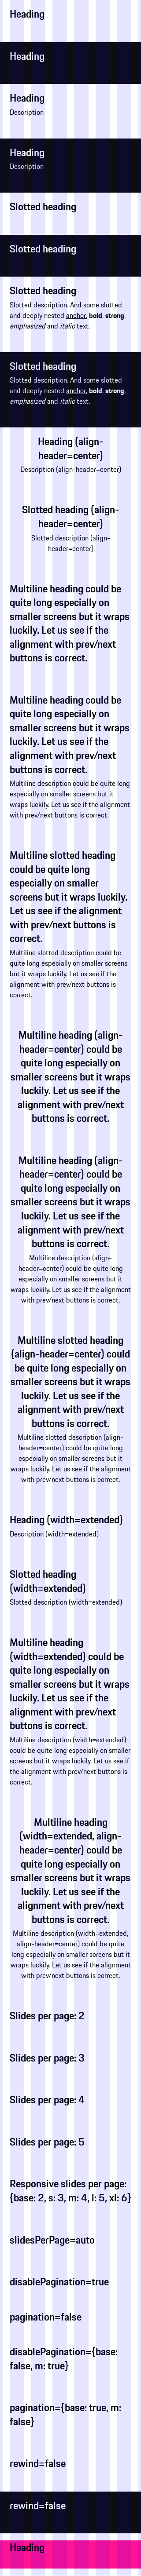 Heading
Heading
Heading
Description
Heading
Description
Slotted heading
Slotted heading
Slotted heading
Slotted description. And some slotted
and deeply nested anchor, bold, strong,
emphasized and italic text.
Slotted heading
Slotted description. And some slotted
and deeply nested anchor, bold, strong,
emphasized and italic text.
Heading (align-
header=center)
Description (align-header=center)
Slotted heading (align-
header=center)
Slotted description (align-
header=center)
Multiline heading could be
quite long especially on
smaller screens but it wraps
luckily. Let us see if the
alignment with prev/next
buttons is correct.
Multiline heading could be
quite long especially on
smaller screens but it wraps
luckily. Let us see if the
alignment with prev/next
buttons is correct.
Multiline description could be quite long
especially on smaller screens but it
wraps luckily. Let us see if the alignment
with prev/next buttons is correct.
Multiline slotted heading
could be quite long
especially on smaller
screens but it wraps luckily.
Let us see if the alignment
with prev/next buttons is
correct.
Multiline slotted description could be
quite long especially on smaller screens
but it wraps luckily. Let us see if the
alignment with prev/next buttons is
correct.
Multiline heading (align-
header=center) could be
quite long especially on
smaller screens but it wraps
luckily. Let us see if the
alignment with prev/next
buttons is correct.
Multiline heading (align-
header=center) could be
quite long especially on
smaller screens but it wraps
luckily. Let us see if the
alignment with prev/next
buttons is correct.
Multiline description (align-
header=center) could be quite long
especially on smaller screens but it
wraps luckily. Let us see if the alignment
with prev/next buttons is correct.
Multiline slotted heading
(align-header=center) could
be quite long especially on
smaller screens but it wraps
luckily. Let us see if the
alignment with prev/next
buttons is correct.
Multiline slotted description (align-
header=center) could be quite long
especially on smaller screens but it
wraps luckily. Let us see if the alignment
with prev/next buttons is correct.
Heading (width=extended)
Description (width=extended)
Slotted heading
(width=extended)
Slotted description (width=extended)
Multiline heading
(width=extended) could be
quite long especially on
smaller screens but it wraps
luckily. Let us see if the
alignment with prev/next
buttons is correct.
Multiline description (width=extended)
could be quite long especially on smaller
screens but it wraps luckily. Let us see if
the alignment with prev/next buttons is
correct.
Multiline heading
(width=extended, align-
header=center) could be
quite long especially on
smaller screens but it wraps
luckily. Let us see if the
alignment with prev/next
buttons is correct.
Multiline description (width=extended,
align-header=center) could be quite
long especially on smaller screens but it
wraps luckily. Let us see if the alignment
with prev/next buttons is correct.
Slides per page: 2
Slides per page: 3
Slides per page: 4
Slides per page: 5
Responsive slides per page:
{base: 2, s: 3, m: 4, l: 5, xl: 6}
slidesPerPage=auto
disablePagination=true
pagination=false
disablePagination={base:
false, m: true}
pagination={base: true, m:
false}
rewind=false
rewind=false
Heading